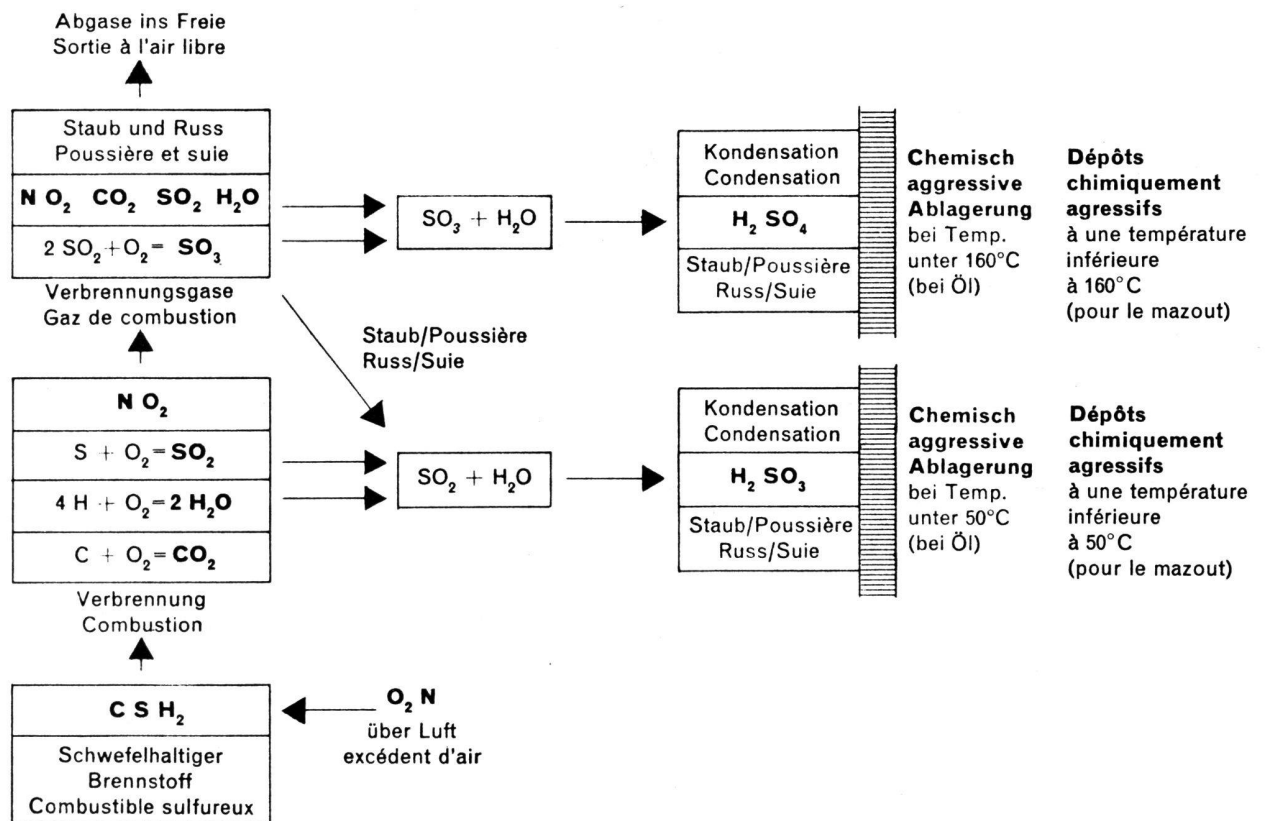 Abgase ins Freie
Sortie à l'air libre
Staub und Russ
Poussière et suie
N O₂ CO₂ SO₂ H₂O
2 SO₂+O₂= SO₃
Verbrennungsgase
Gaz de combustion
SO₃ + H₂O
Kondensation
Condensation
H₂ SO₄
Staub/Poussière
Russ/Suie
Chemisch
aggressive
Ablagerung
bei Temp.
unter 160°C
(bei Öl)
Dépôts
chimiquement
agressifs
à une température
inférieure
à 160°C
(pour le mazout)
Staub/Poussière
Russ/Suie
N O₂
S + O₂=SO₂
4 H + O₂=2 H₂O
C + O₂=CO₂
Verbrennung
Combustion
SO₂ + H₂O
Kondensation
Condensation
H₂ SO₃
Staub/Poussière
Russ/Suie
Chemisch
aggressive
Ablagerung
bei Temp.
unter 50°C
(bei Öl)
Dépôts
chimiquement
agressifs
à une température
inférieure
à 50°C
(pour le mazout)
C S H₂
Schwefelhaltiger
Brennstoff
Combustible sulfureux
O₂ N
über Luft
excédent d'air